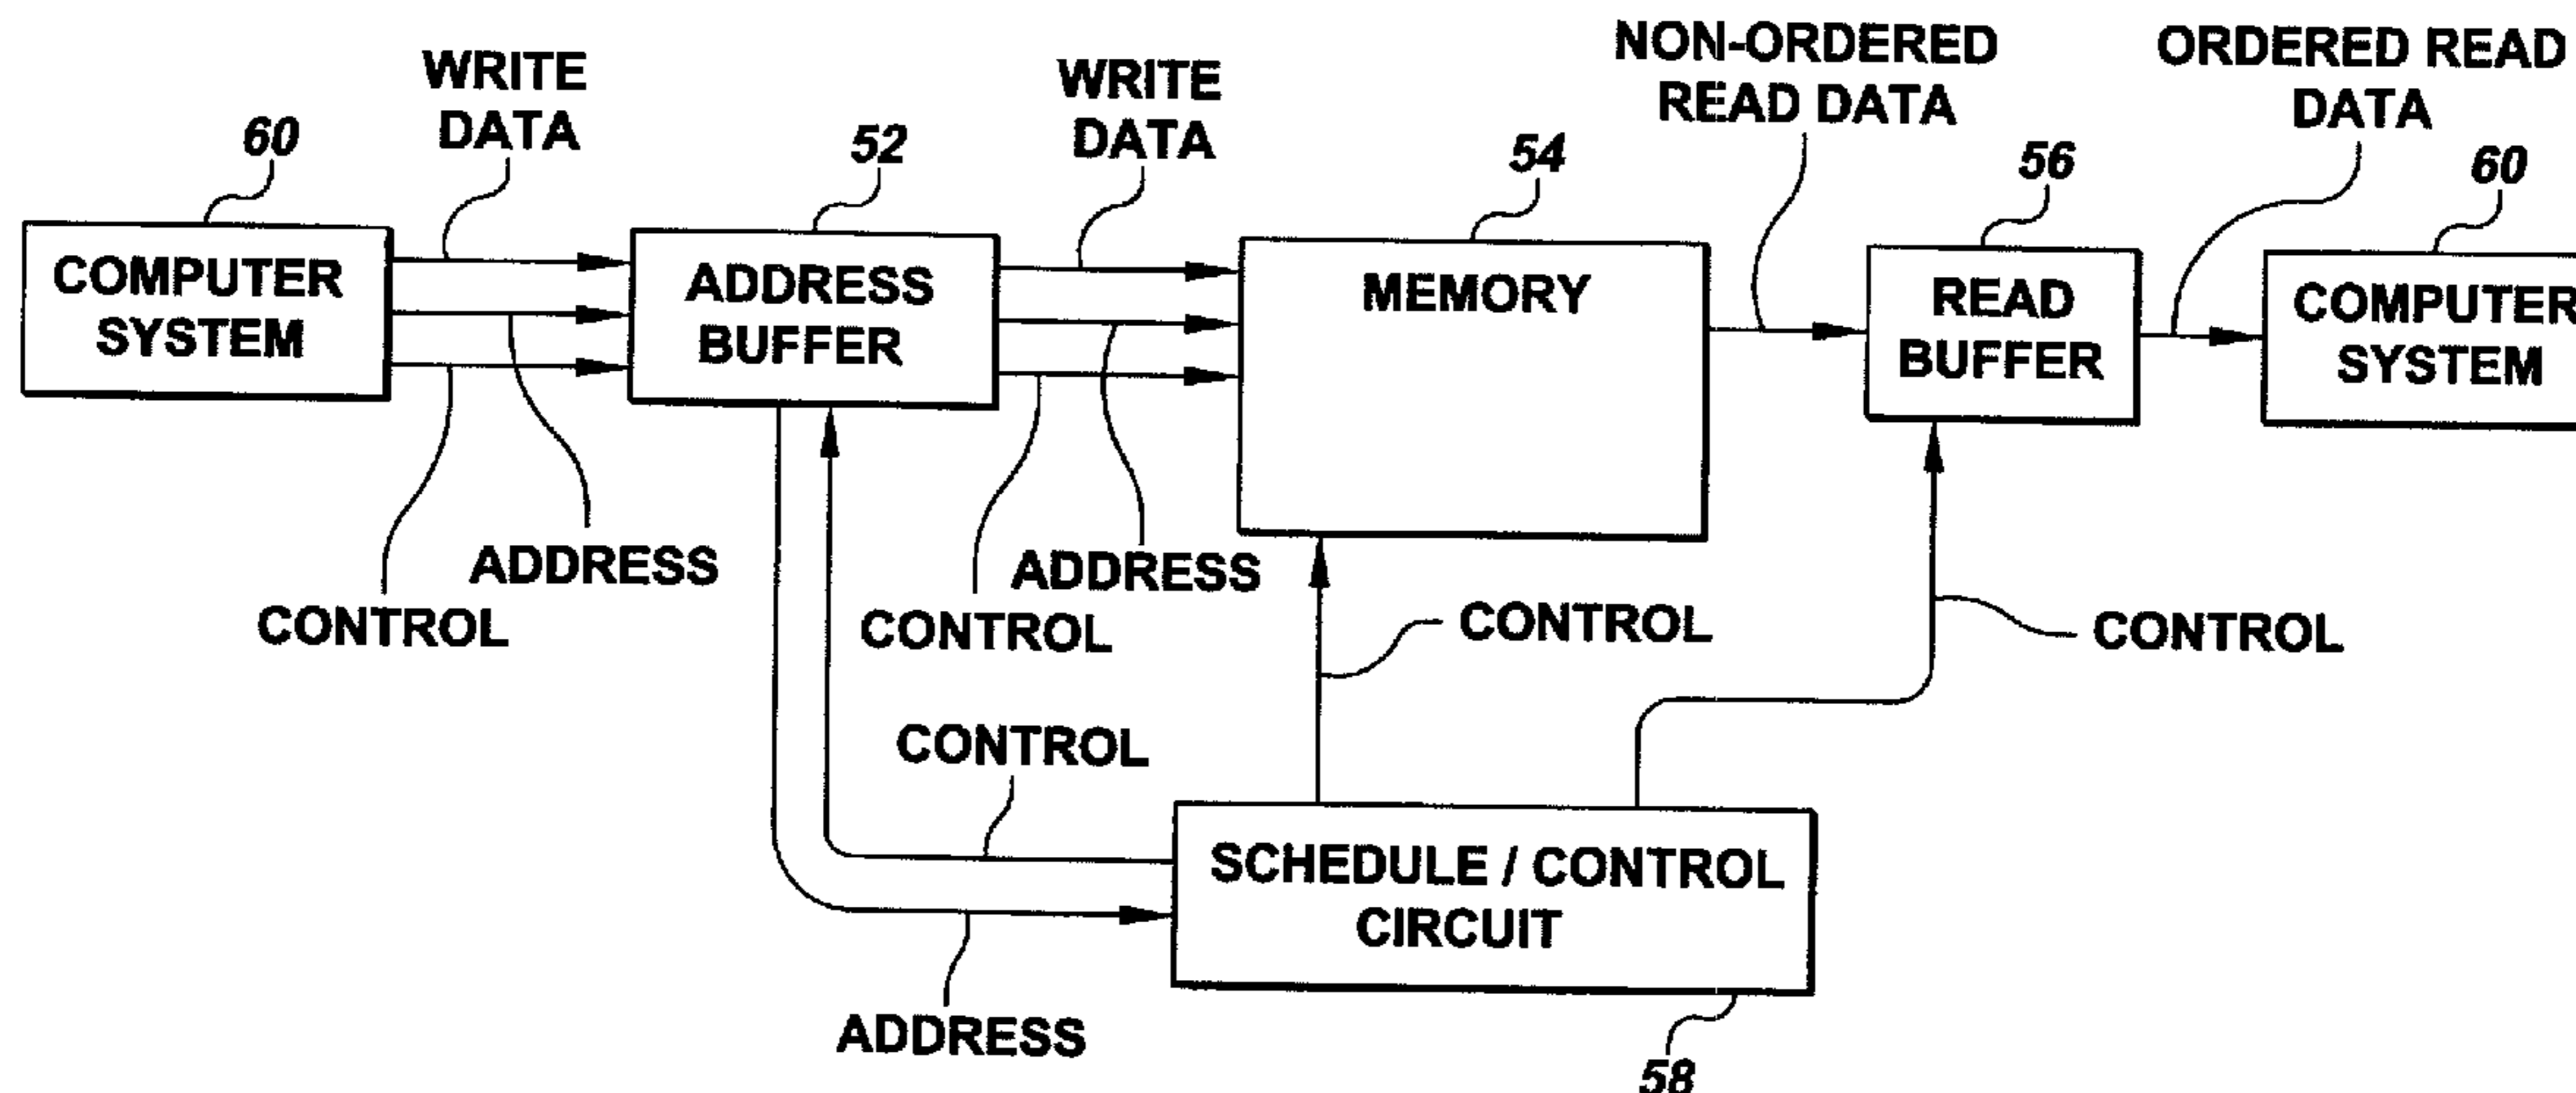 WRITE
DATA
WRITE
DATA
NON-ORDERED
READ DATA
ORDERED READ
DATA
60
52
54
56
60
COMPUTER
SYSTEM
ADDRESS
BUFFER
MEMORY
READ
BUFFER
COMPUTER
SYSTEM
ADDRESS
CONTROL
ADDRESS
CONTROL
CONTROL
CONTROL
CONTROL
SCHEDULE / CONTROL
CIRCUIT
ADDRESS
58